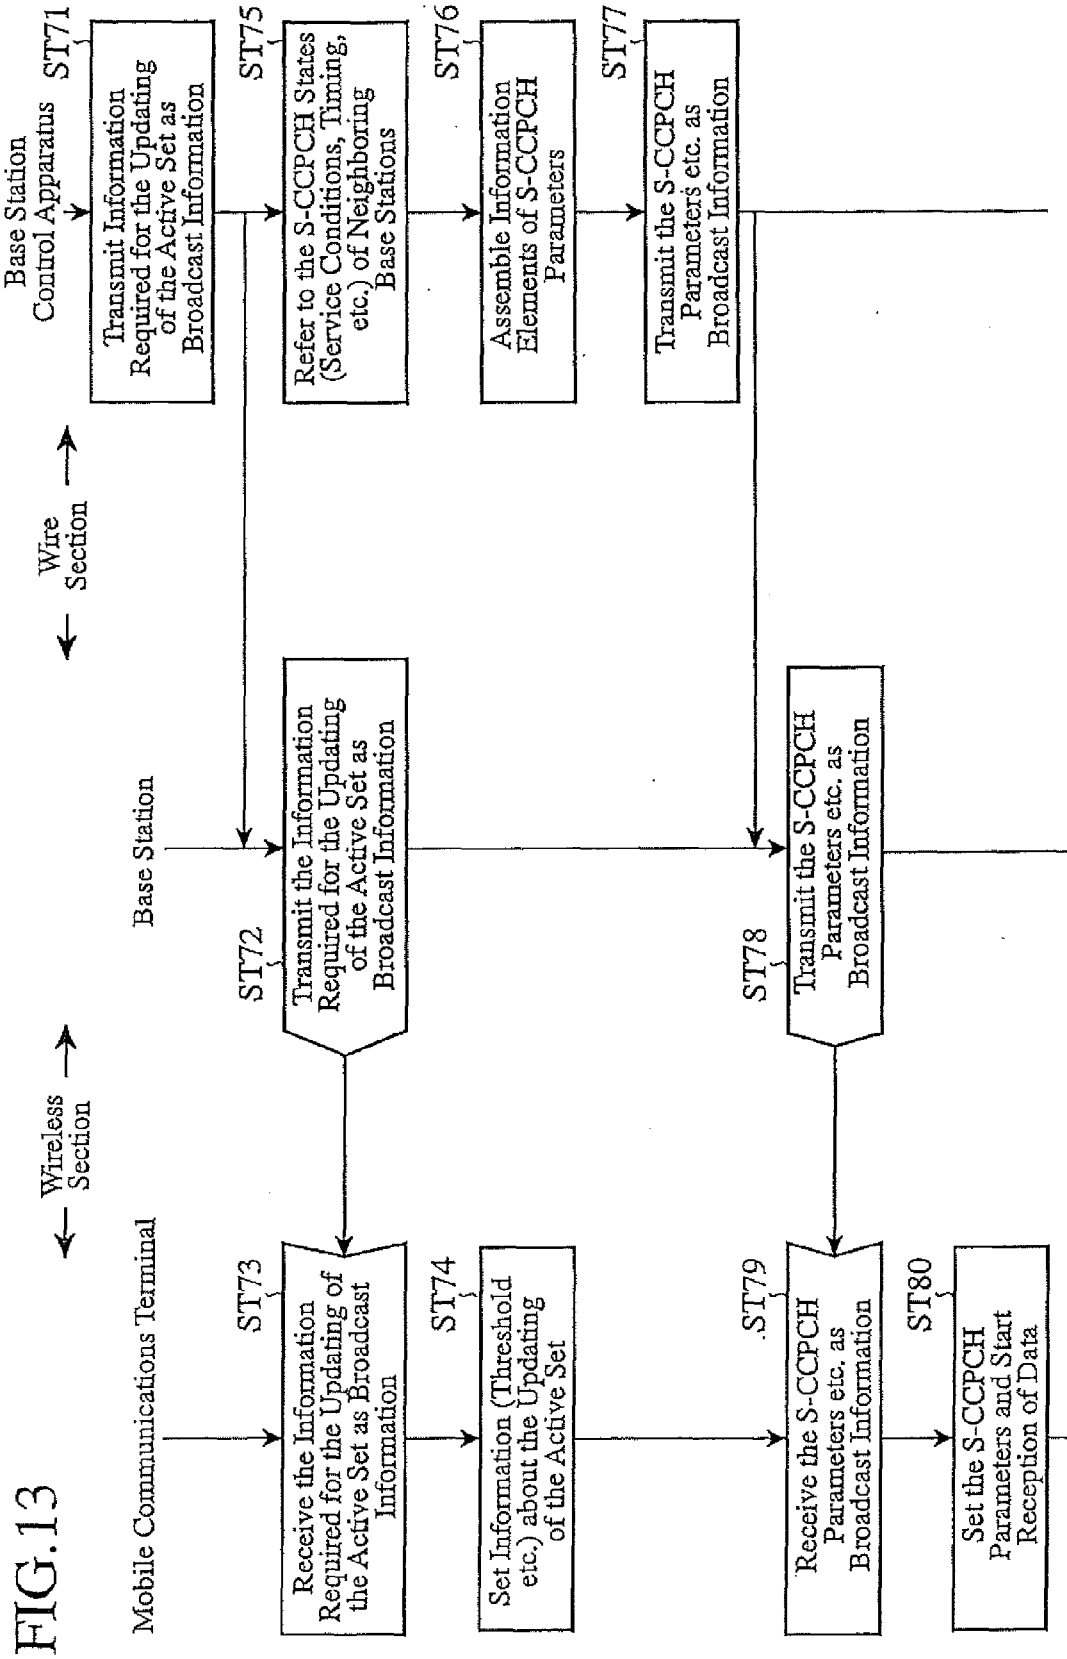 FIG.13
Mobile Communications Terminal
Wireless
Section
Base Station
Wire
Section
Base Station
Control Apparatus
ST71
Transmit Information
Required for the Updating
of the Active Set as
Broadcast Information
ST72
Transmit the Information
Required for the Updating
of the Active Set as
Broadcast Information
ST73
Receive the Information
Required for the Updating of
the Active Set as Broadcast
Information
ST74
Set Information (Threshold
etc.) about the Updating
of the Active Set
ST75
Refer to the S-CCPCH States
(Service Conditions, Timing,
etc.) of Neighboring
Base Stations
ST76
Assemble Information
Elements of S-CCPCH
Parameters
ST77
Transmit the S-CCPCH
Parameters etc. as
Broadcast Information
ST78
Transmit the S-CCPCH
Parameters etc. as
Broadcast Information
ST79
Receive the S-CCPCH
Parameters etc. as
Broadcast Information
ST80
Set the S-CCPCH
Parameters and Start
Reception of Data